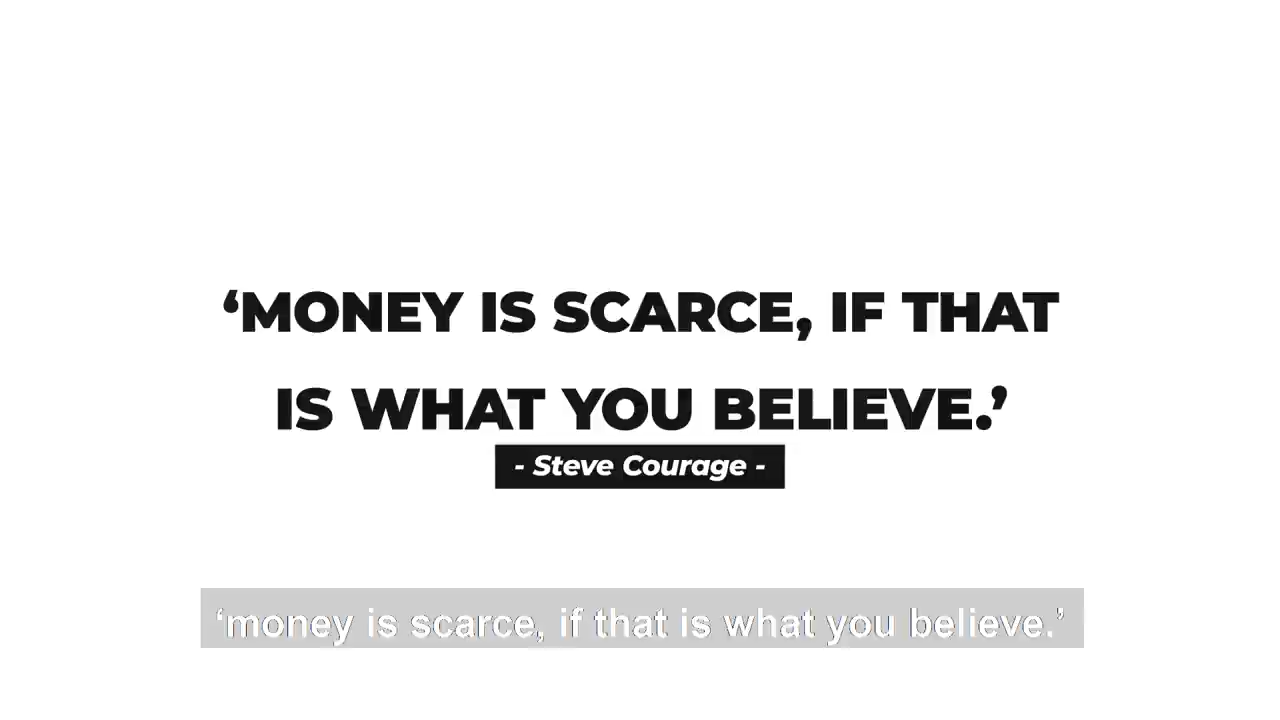 ‘MONEY IS SCARCE, IF THAT
IS WHAT YOU BELIEVE.’
- Steve Courage -
‘money is scarce, if that is what you believe.’